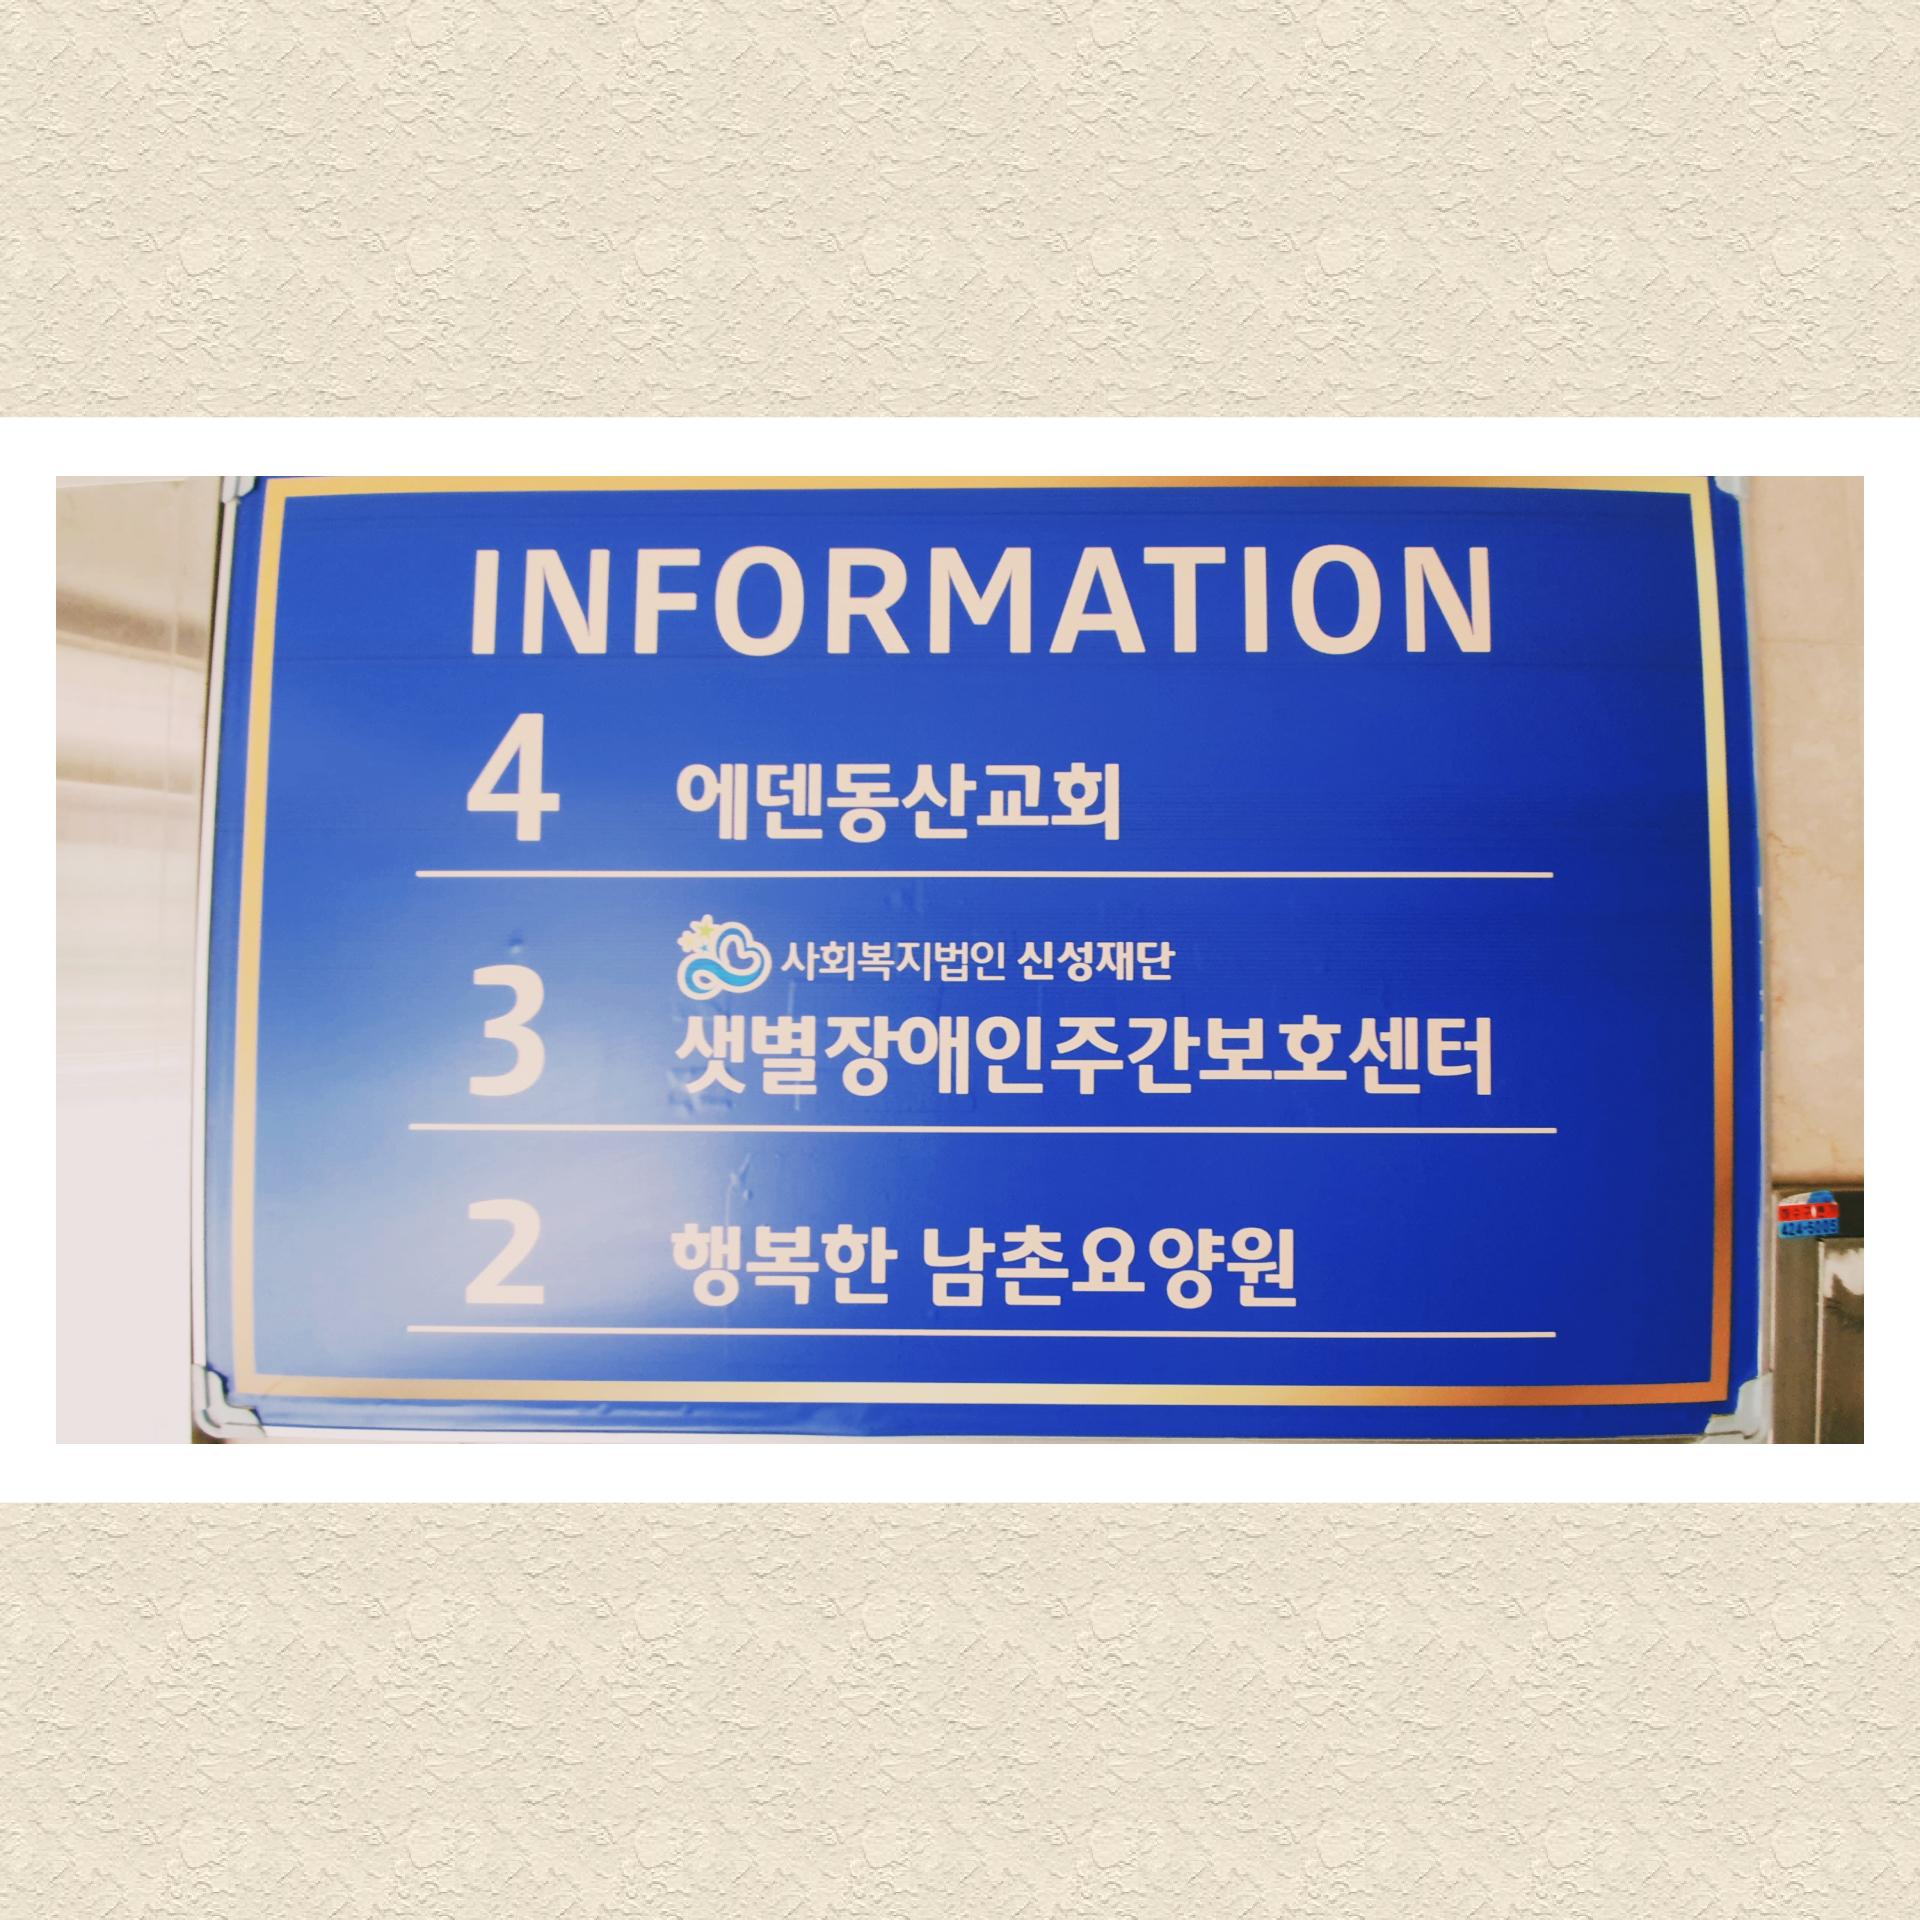 INFORMATION
4 에덴동산교회
사회복지법인 신성재단
3 샛별장애인주간보호센터
2 행복한 남촌요양원
424-5005